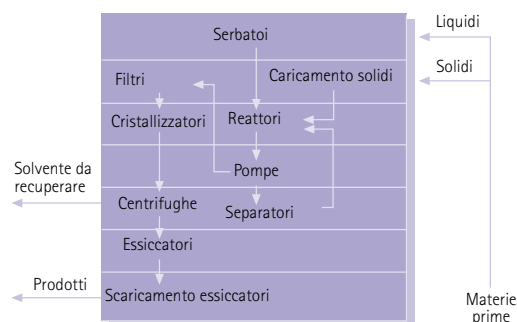 Liquidi
Serbatoi
Solidi
Filtri
Caricamento solidi
Cristallizzatori
Reattori
Solvente da
recuperare
Pompe
Centrifughe
Separatori
Essiccatori
Prodotti
Scaricamento essiccatori
Materie
prime